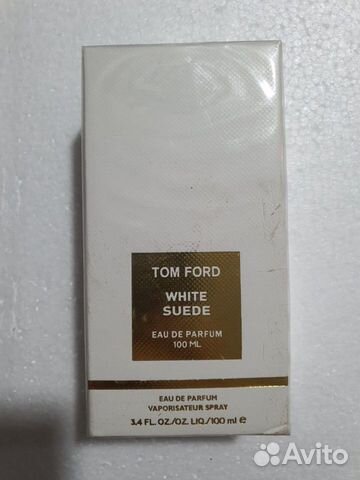 TOM FORD
WHITE
SUEDE
EAU DE PARFUM
100 ML
EAU DE PARFUM
VAPORISATEUR SPRAY
3.4 FL. OZ./OZ. LIQ./100 ml ℮
Avito